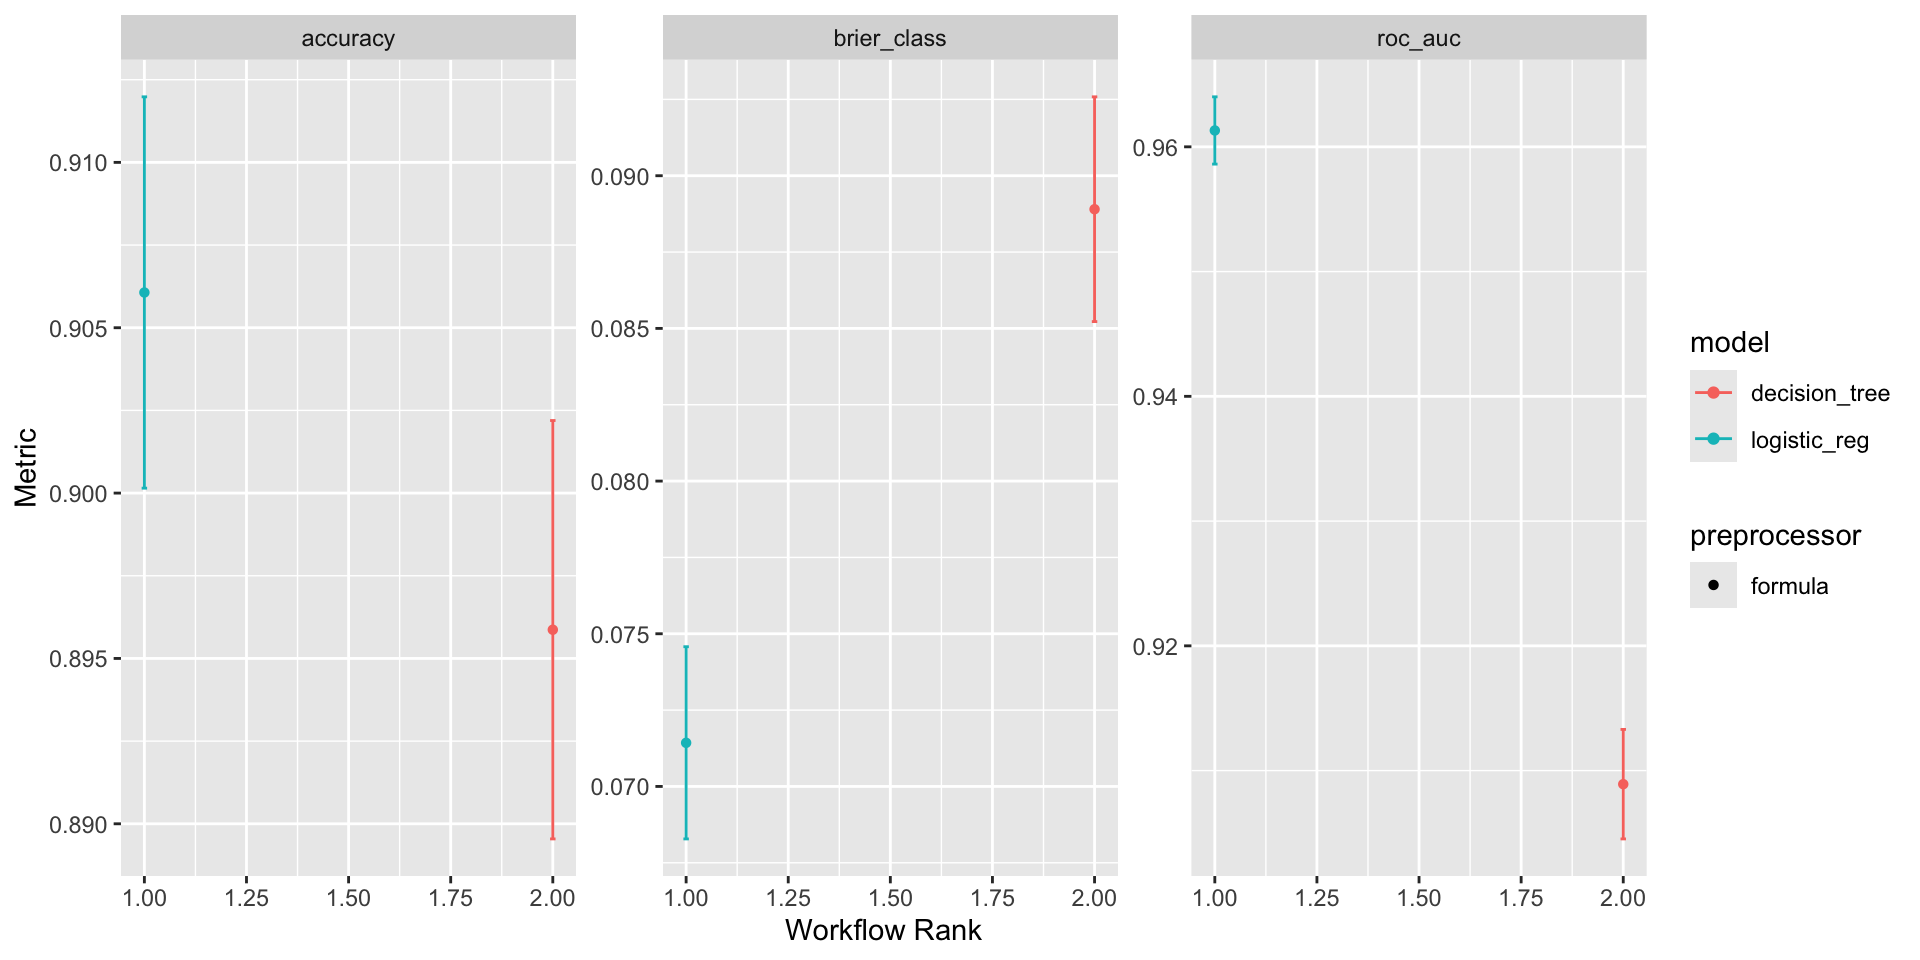 accuracy
brier_class
roc_auc
Metric
0.910
0.905
0.900
0.895
0.890
0.090
0.085
0.080
0.075
0.070
0.96
0.94
0.92
1.00 1.25 1.50 1.75 2.00
1.00 1.25 1.50 1.75 2.00
1.00 1.25 1.50 1.75 2.00
Workflow Rank
model
decision_tree
logistic_reg
preprocessor
formula